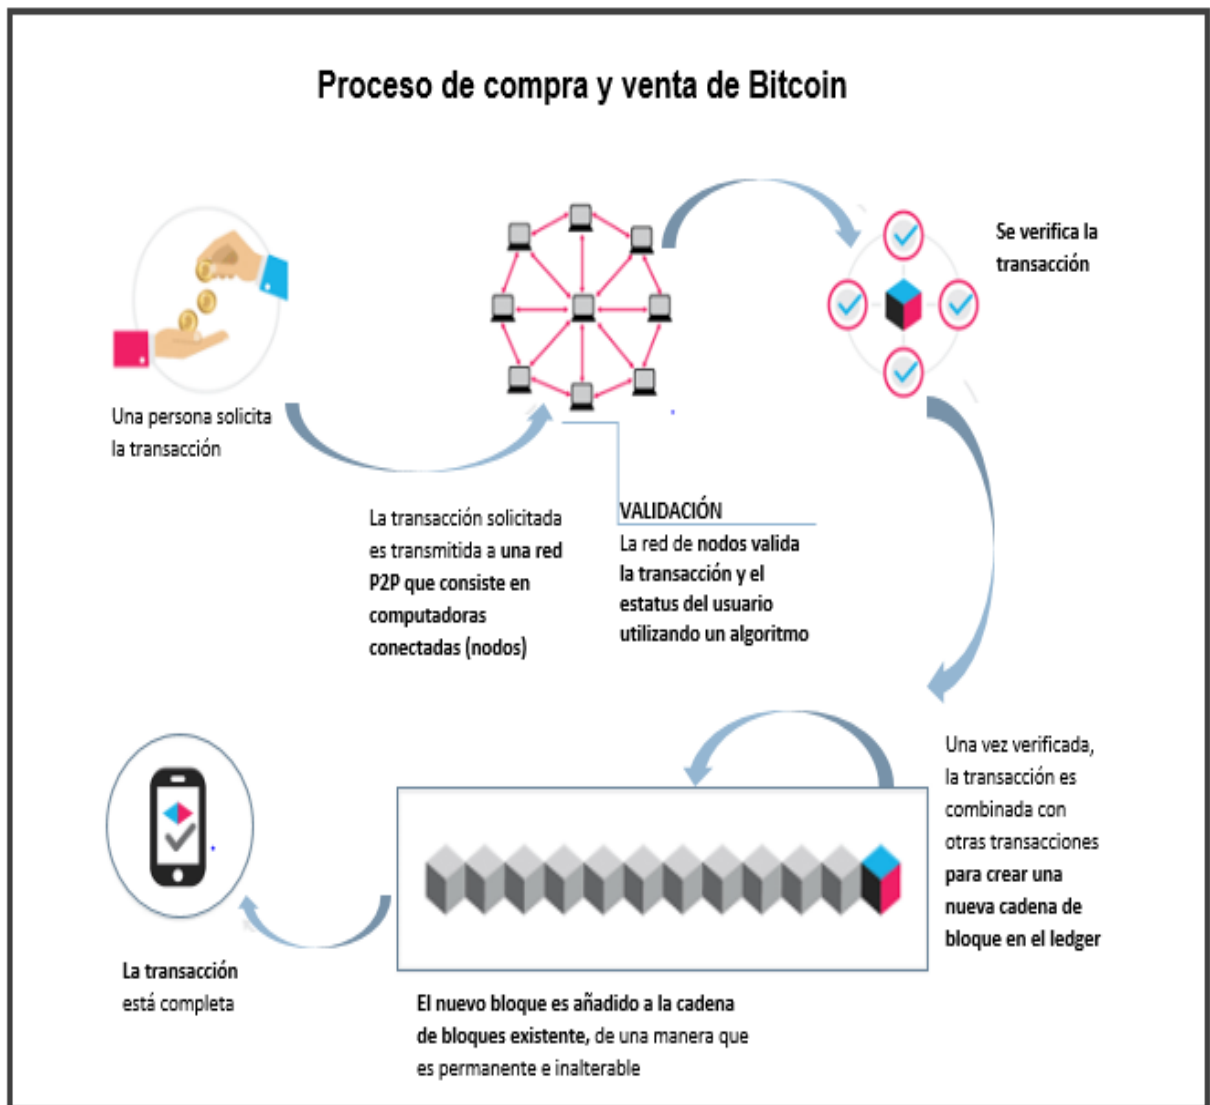 Proceso de compra y venta de Bitcoin
Una persona solicita
la transacción
La transacción solicitada
es transmitida a una red
P2P que consiste en
computadoras
conectadas (nodos)
VALIDACIÓN
La red de nodos valida
la transacción y el
estatus del usuario
utilizando un algoritmo
Se verifica la
transacción
Una vez verificada,
la transacción es
combinada con
otras transacciones
para crear una
nueva cadena de
bloque en el ledger
El nuevo bloque es añadido a la cadena
de bloques existente, de una manera que
es permanente e inalterable
La transacción
está completa